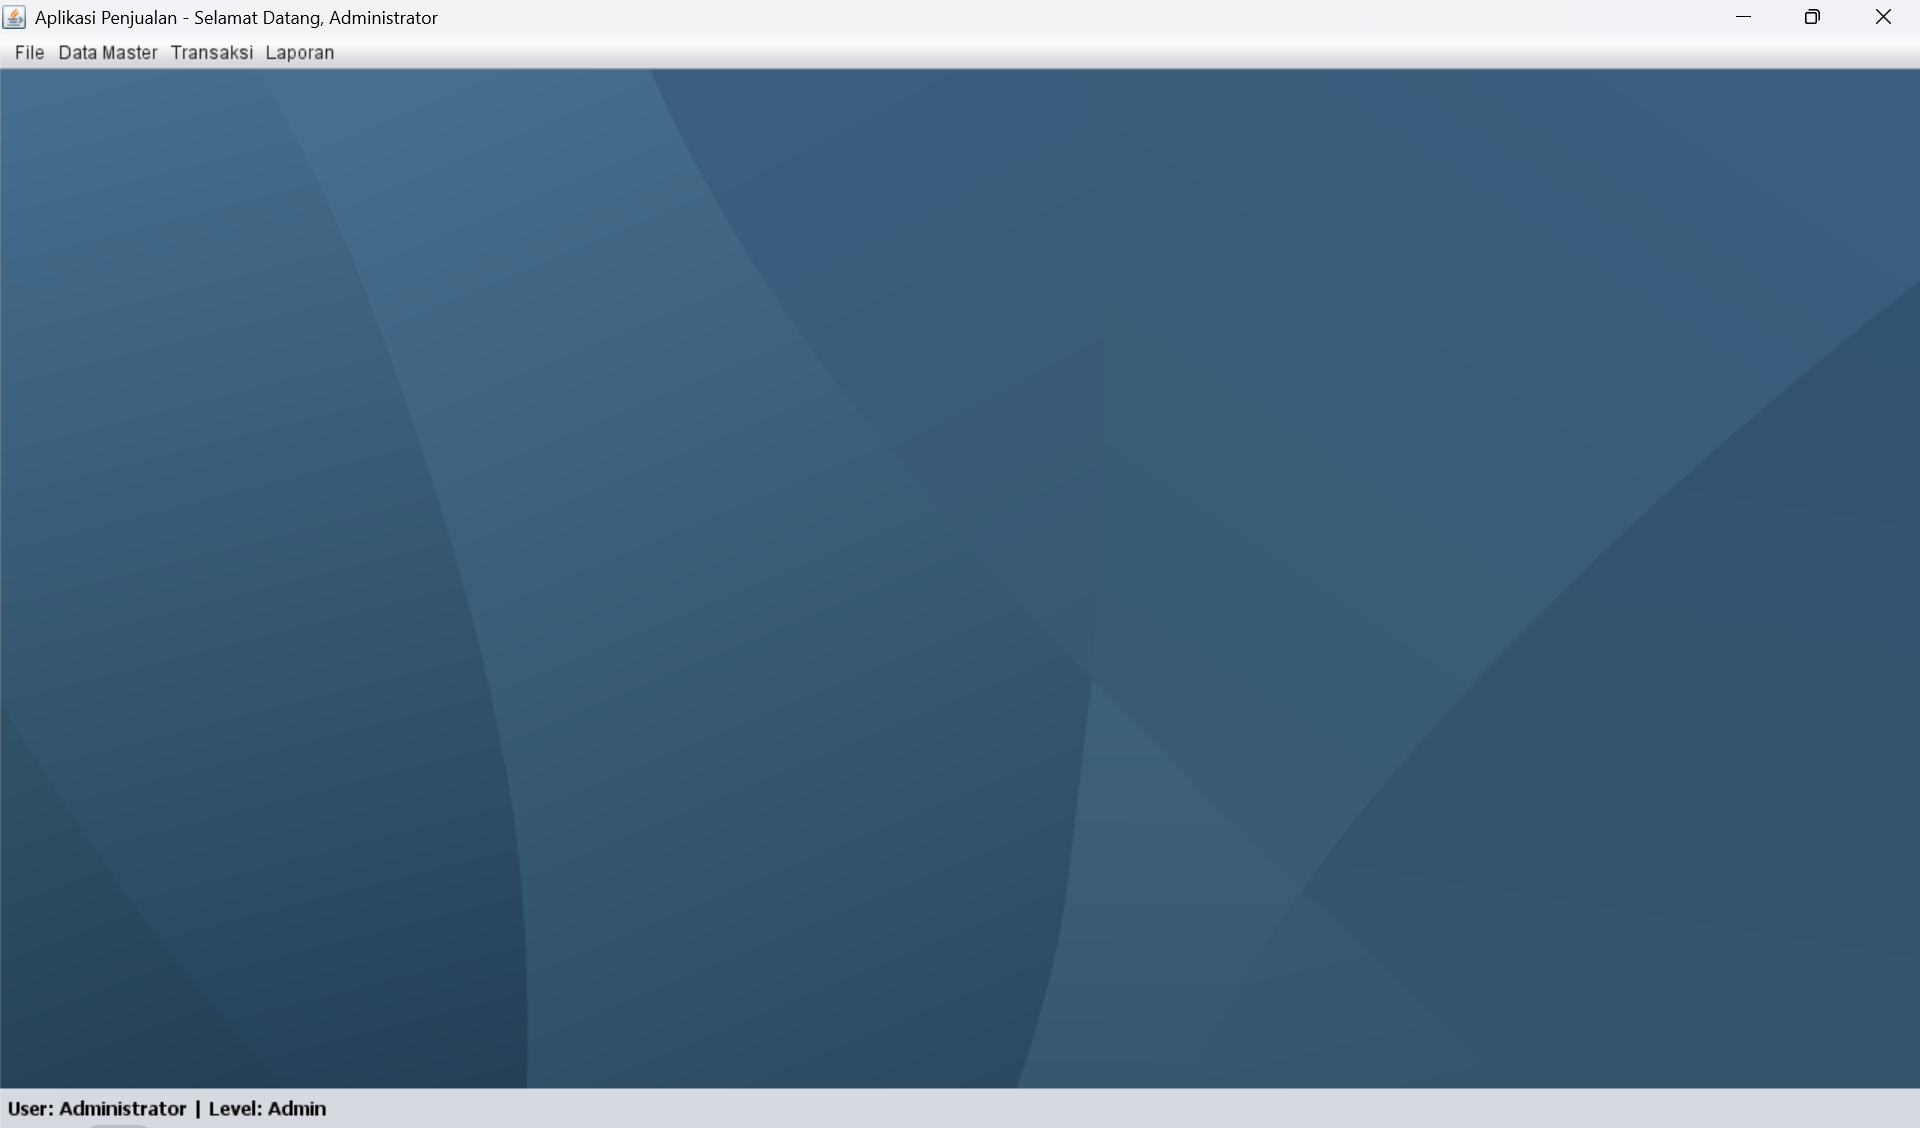 Aplikasi Penjualan - Selamat Datang, Administrator
File Data Master Transaksi Laporan
User: Administrator | Level: Admin